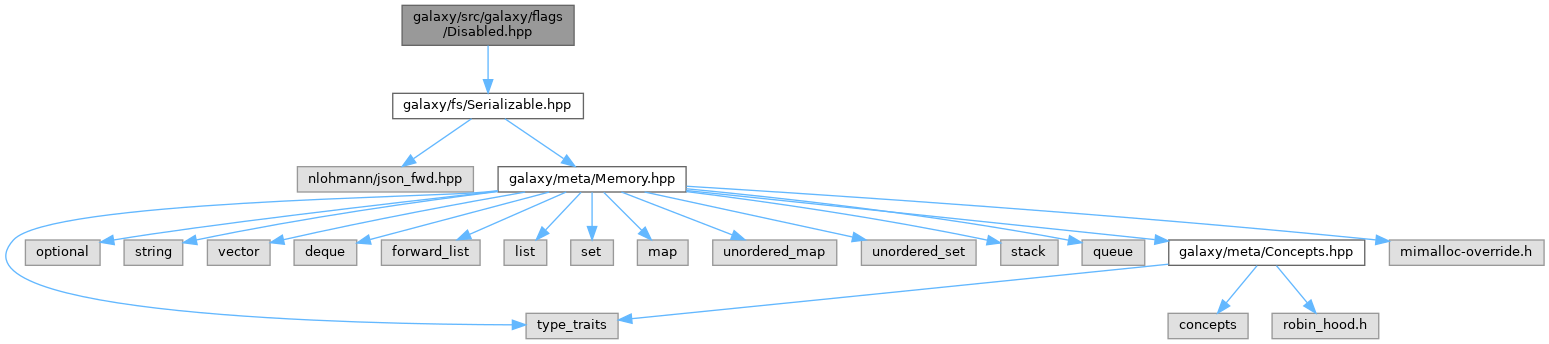 galaxy/src/galaxy/flags
/Disabled.hpp
galaxy/fs/Serializable.hpp
nlohmann/json_fwd.hpp
galaxy/meta/Memory.hpp
optional
string
vector
deque
forward_list
list
set
map
unordered_map
unordered_set
stack
queue
galaxy/meta/Concepts.hpp
mimalloc-override.h
type_traits
concepts
robin_hood.h